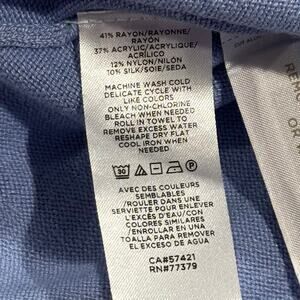 41% RAYON/RAYONNE/
RAYÓN
37% ACRYLIC/ACRYLIQUE/
ACRÍLICO
12% NYLON/NILÓN
10% SILK/SOIE/SEDA
MACHINE WASH COLD
DELICATE CYCLE WITH
LIKE COLORS
ONLY NON-CHLORINE
BLEACH WHEN NEEDED
ROLL IN TOWEL TO
REMOVE EXCESS WATER
RESHAPE DRY FLAT
COOL IRON WHEN
NEEDED
30
AVEC DES COULEURS
SEMBLABLES
/ROULER DANS UNE
SERVIETTE POUR ENLEVER
L'EXCÈS D'EAU/CON
COLORES SIMILARES
/ENROLLAR EN UNA
TOALLA PARA REMOVER
EL EXCESO DE AGUA
CA#57421
RN#77379